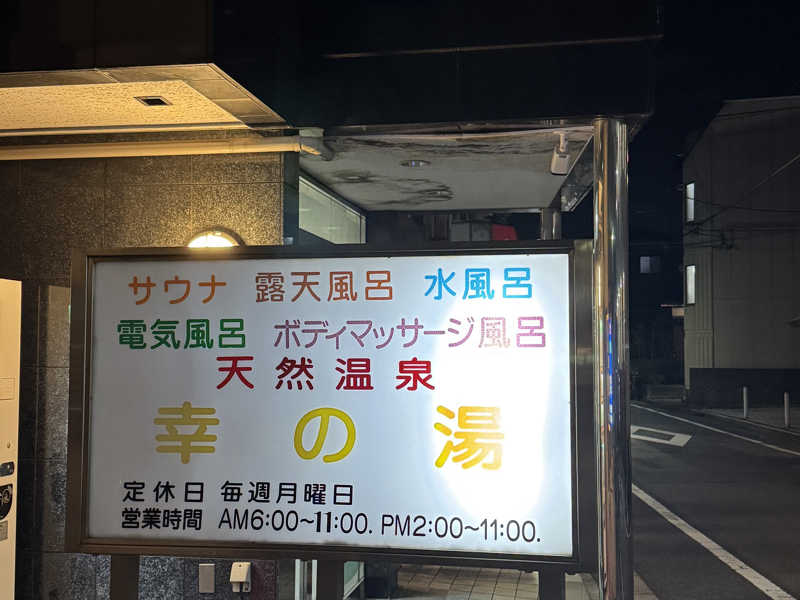 サウナ 露天風呂 水風呂
電気風呂 ボディマッサージ風呂
天然温泉
幸の湯
定休日 毎週月曜日
営業時間 AM6:00~11:00. PM2:00~11:00.